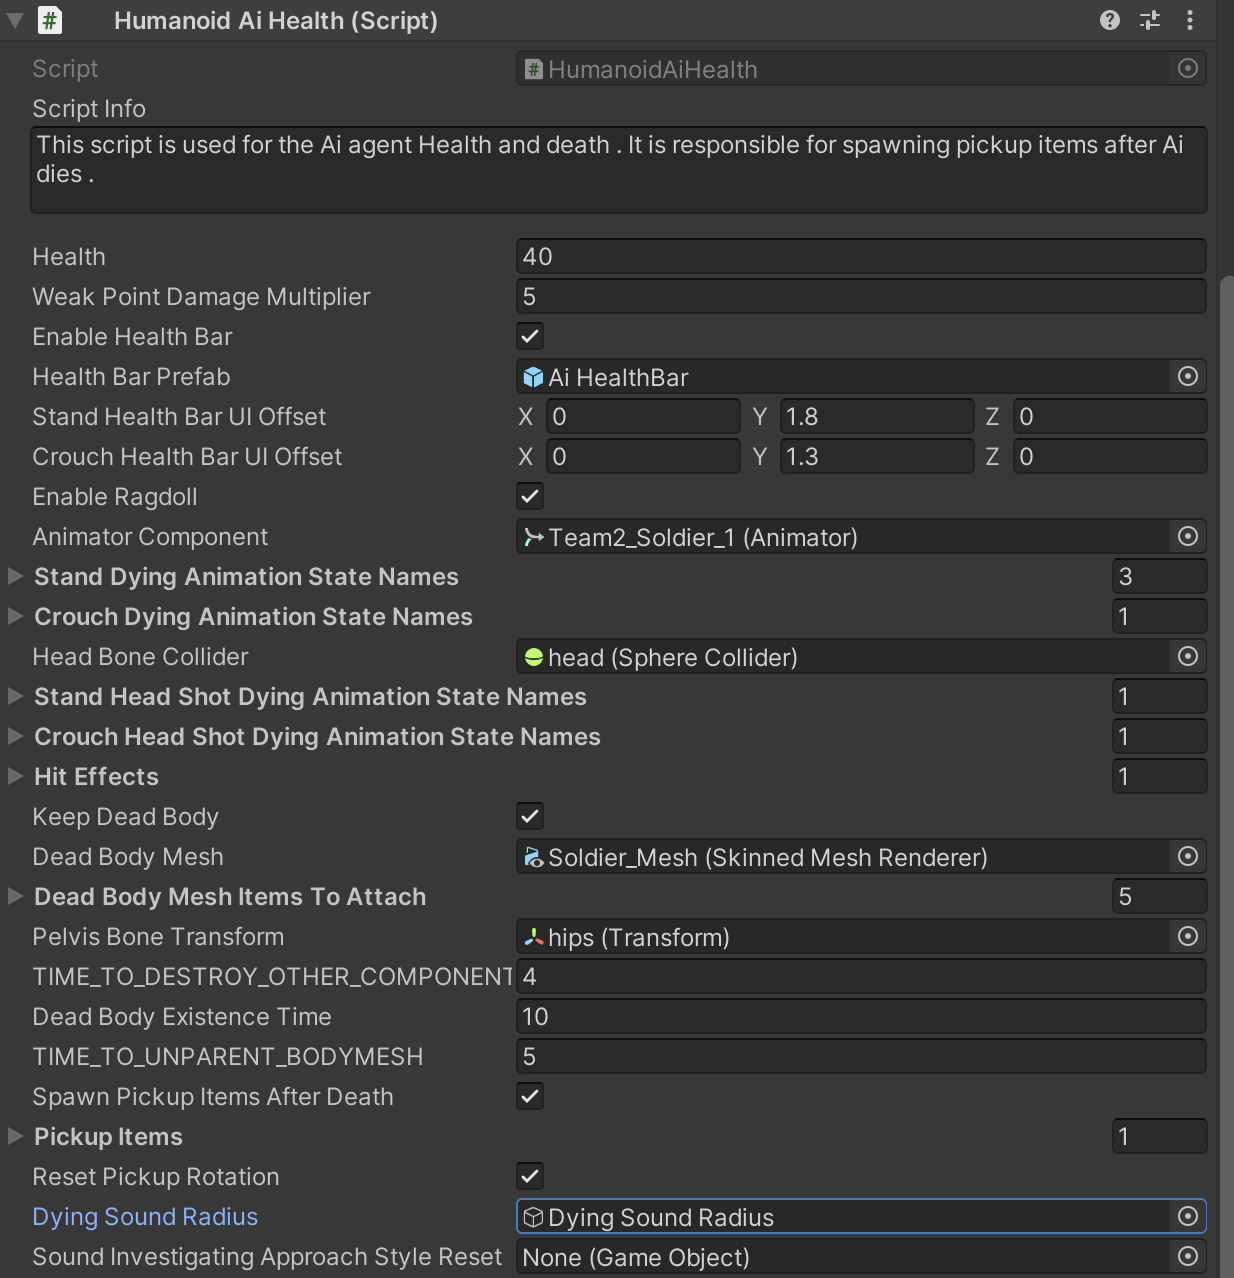 Humanoid Ai Health (Script)
Script
# HumanoidAiHealth
Script Info
This script is used for the Ai agent Health and death . It is responsible for spawning pickup items after Ai
dies .
Health 40
Weak Point Damage Multiplier 5
Enable Health Bar
Health Bar Prefab Ai HealthBar
Stand Health Bar UI Offset X 0 Y 1.8 Z 0
Crouch Health Bar UI Offset X 0 Y 1.3 Z 0
Enable Ragdoll
Animator Component Team2_Soldier_1 (Animator)
Stand Dying Animation State Names 3
Crouch Dying Animation State Names 1
Head Bone Collider head (Sphere Collider)
Stand Head Shot Dying Animation State Names 1
Crouch Head Shot Dying Animation State Names 1
Hit Effects 1
Keep Dead Body
Dead Body Mesh Soldier_Mesh (Skinned Mesh Renderer)
Dead Body Mesh Items To Attach 5
Pelvis Bone Transform hips (Transform)
TIME_TO_DESTROY_OTHER_COMPONENT 4
Dead Body Existence Time 10
TIME_TO_UNPARENT_BODYMESH 5
Spawn Pickup Items After Death
Pickup Items 1
Reset Pickup Rotation
Dying Sound Radius Dying Sound Radius
Sound Investigating Approach Style Reset None (Game Object)